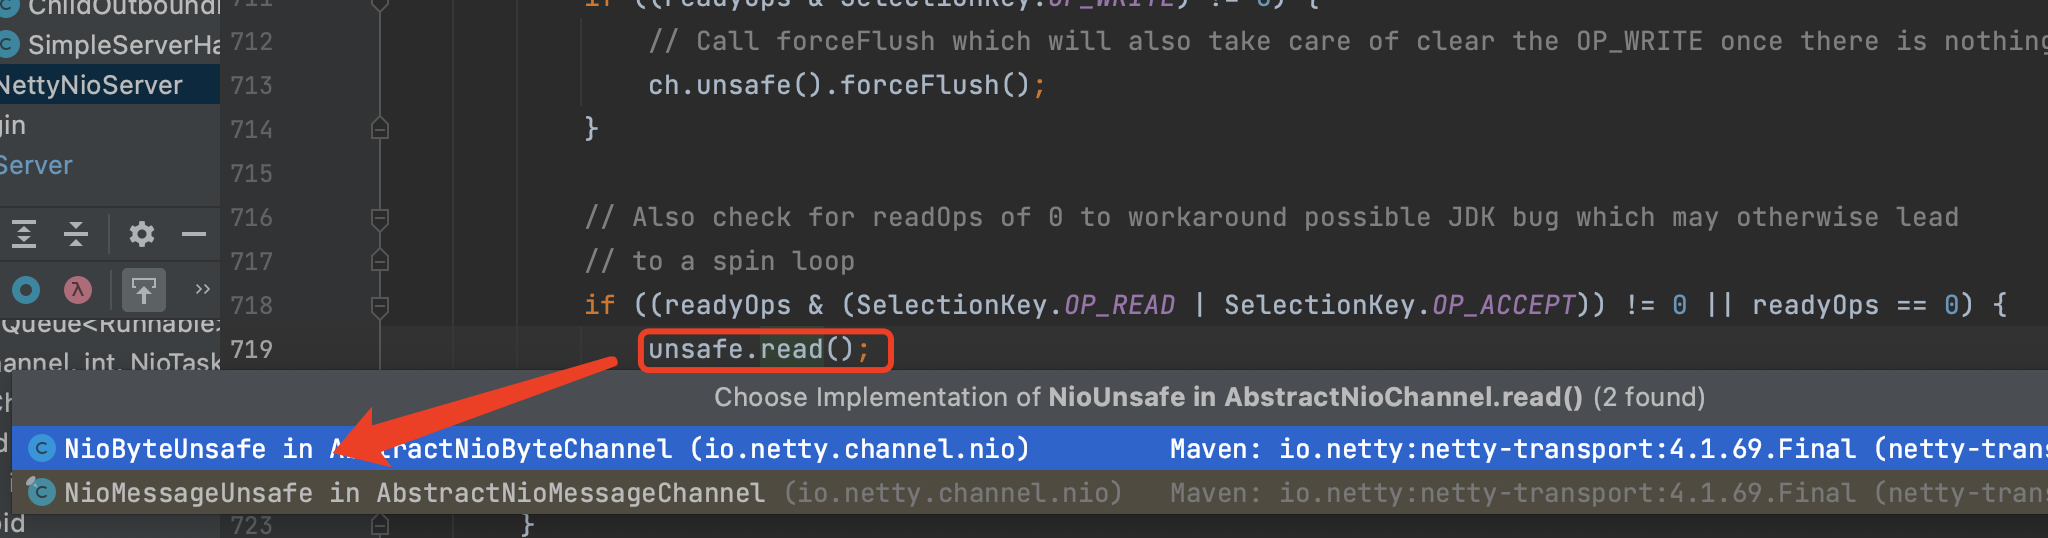 ChildOutbound
711 if ((readyOps & SelectionKey.OP_WRITE) != 0) {
SimpleServerHa
712 // Call forceFlush which will also take care of clear the OP_WRITE once there is nothing
NettyNioServer
713 ch.unsafe().forceFlush();
gin
714 }
Server
715
716 // Also check for readOps of 0 to workaround possible JDK bug which may otherwise lead
717 // to a spin loop
λ
»
718 if ((readyOps & (SelectionKey.OP_READ | SelectionKey.OP_ACCEPT)) != 0 || readyOps == 0) {
Queue<Runnable>
719 unsafe.read();
annel, int, NioTask
Choose Implementation of NioUnsafe in AbstractNioChannel.read() (2 found)
C NioByteUnsafe in AbstractNioByteChannel (io.netty.channel.nio) Maven: io.netty:netty-transport:4.1.69.Final (netty-trans
C NioMessageUnsafe in AbstractNioMessageChannel (io.netty.channel.nio) Maven: io.netty:netty-transport:4.1.69.Final (netty-trans
oid
723 }